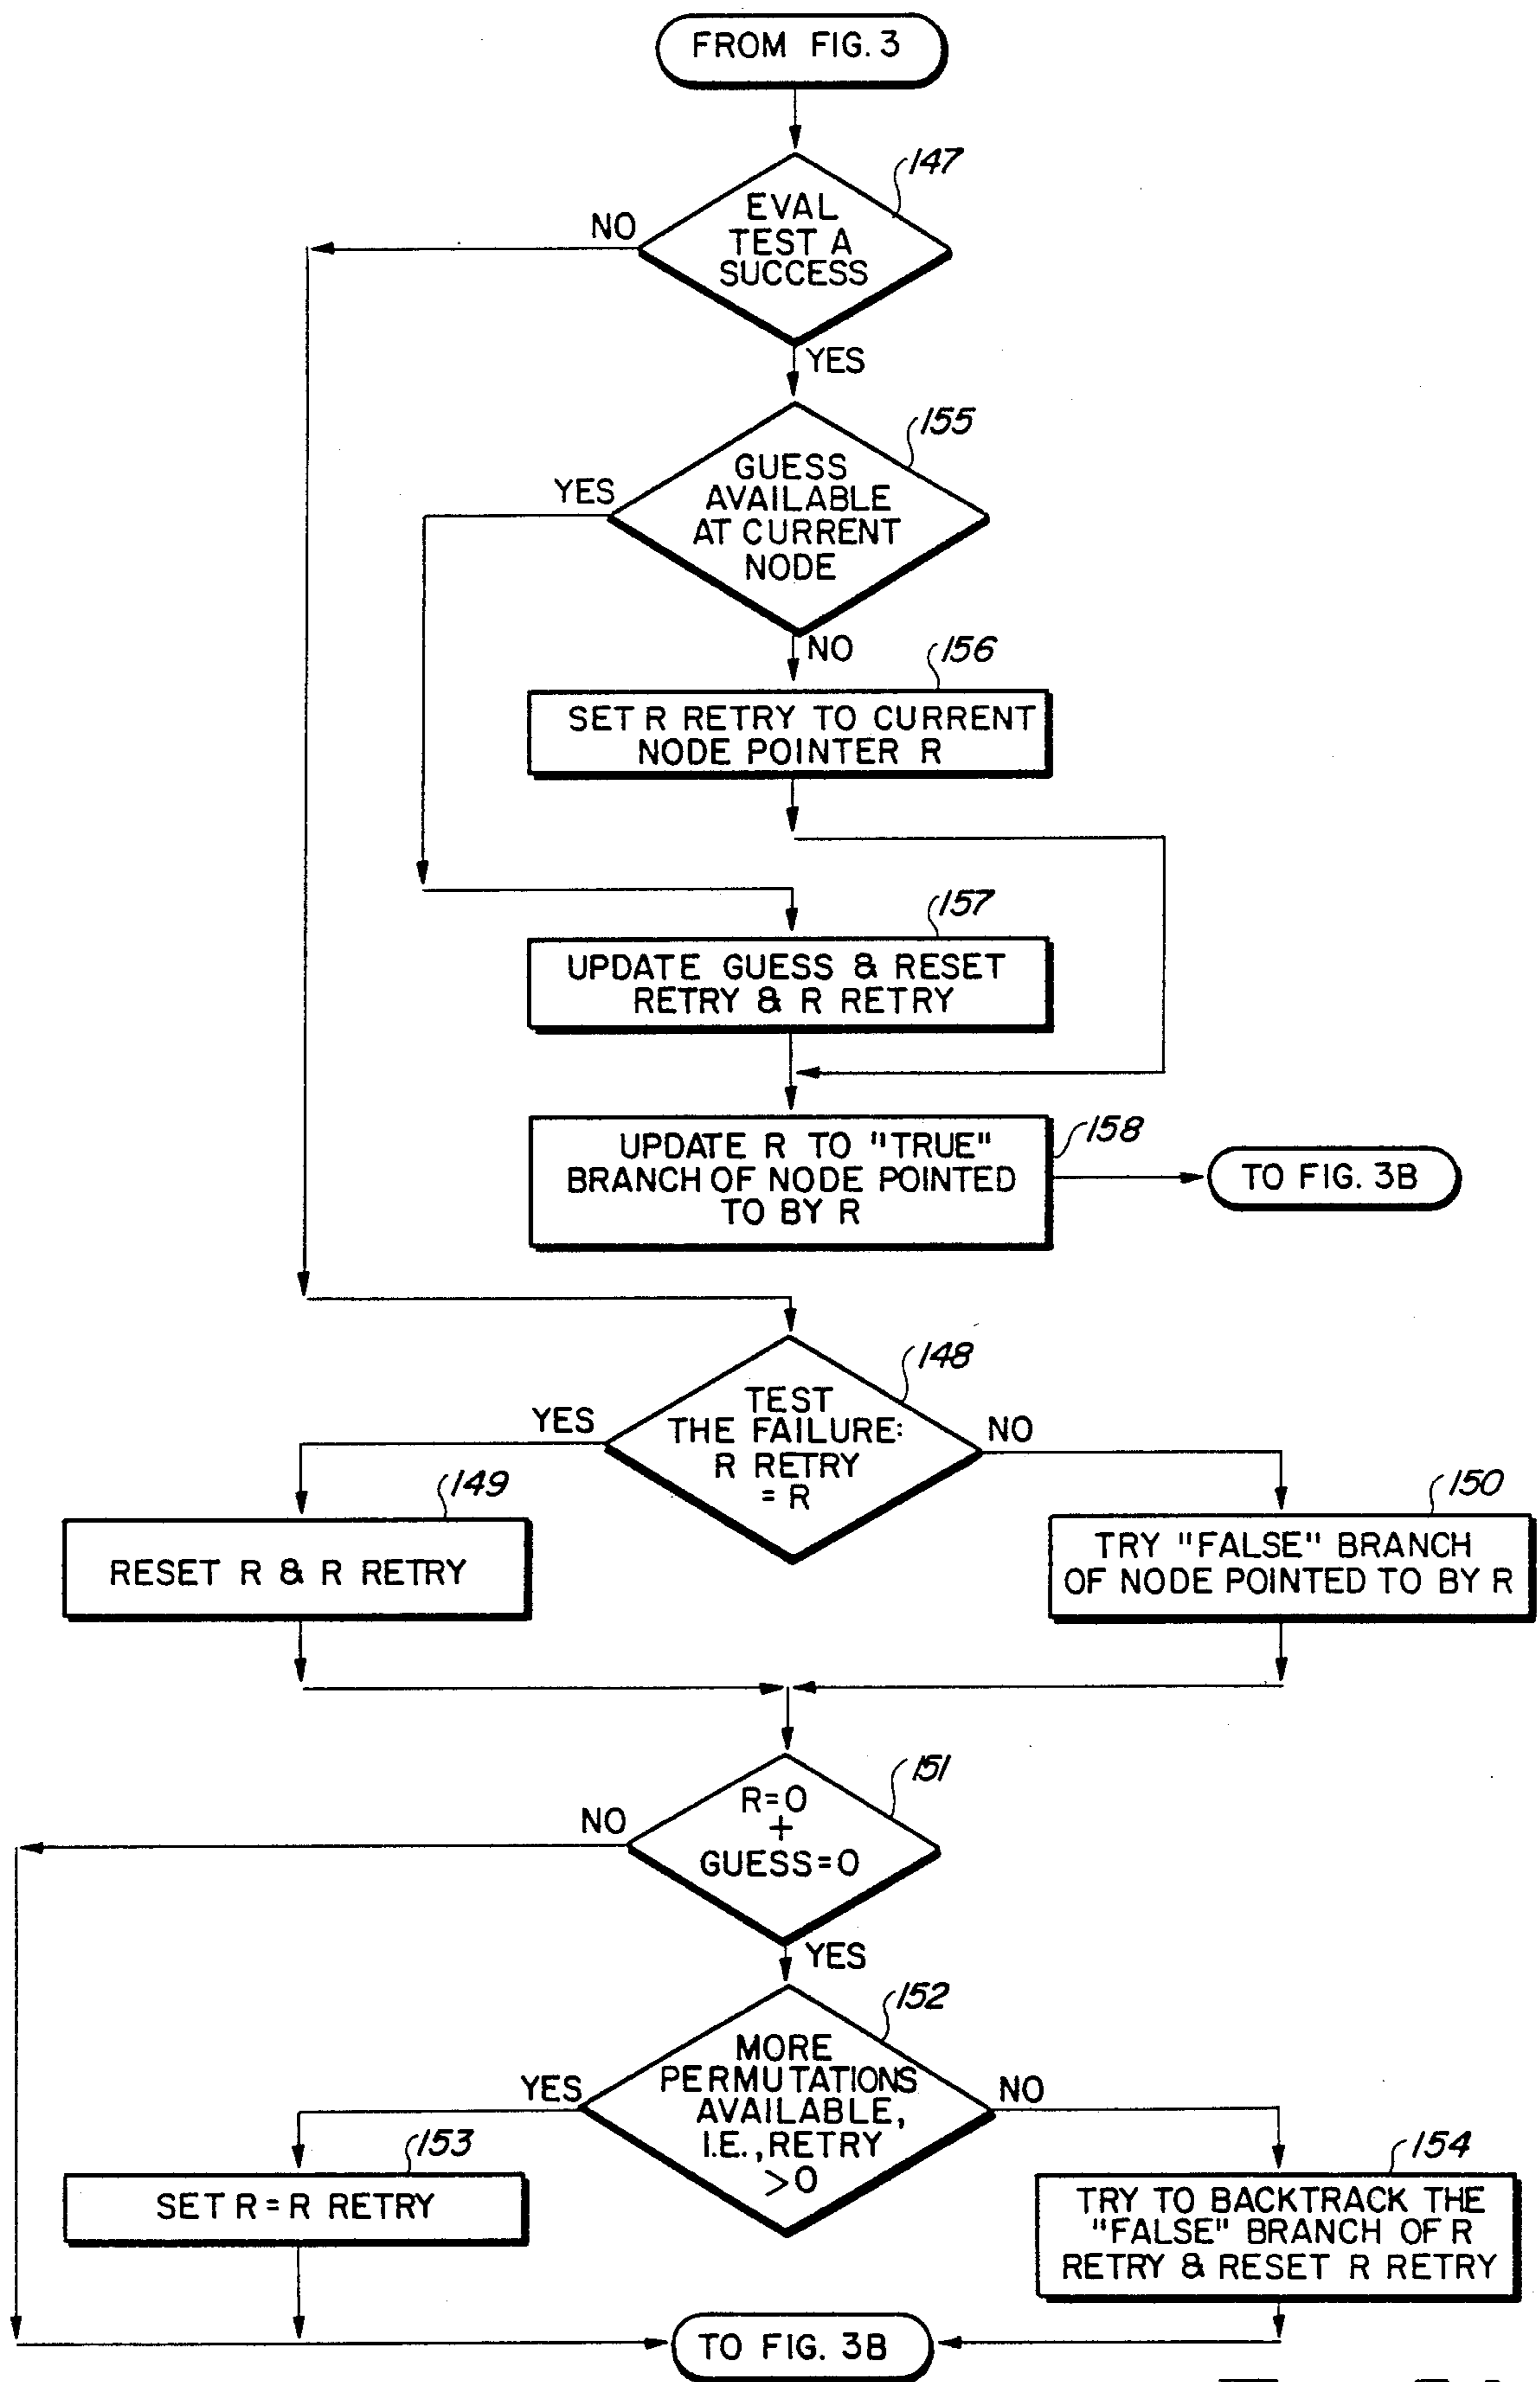 FROM FIG. 3
147
EVAL
TEST A
SUCCESS
NO
YES
155
GUESS
AVAILABLE
AT CURRENT
NODE
YES
NO
156
SET R RETRY TO CURRENT
NODE POINTER R
157
UPDATE GUESS & RESET
RETRY & R RETRY
158
UPDATE R TO "TRUE"
BRANCH OF NODE POINTED
TO BY R
TO FIG. 3B
148
TEST
THE FAILURE:
R RETRY
= R
YES
NO
149
RESET R & R RETRY
150
TRY "FALSE" BRANCH
OF NODE POINTED TO BY R
151
R=0
+
GUESS=0
NO
YES
152
MORE
PERMUTATIONS
AVAILABLE,
I.E., RETRY
>0
YES
NO
153
SET R = R RETRY
154
TRY TO BACKTRACK THE
"FALSE" BRANCH OF R
RETRY & RESET R RETRY
TO FIG. 3B